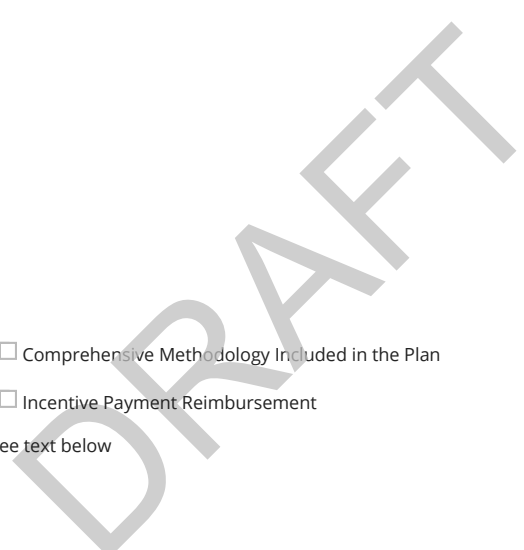 DRAFT
Comprehensive Methodology Included in the Plan
Incentive Payment Reimbursement
ee text below